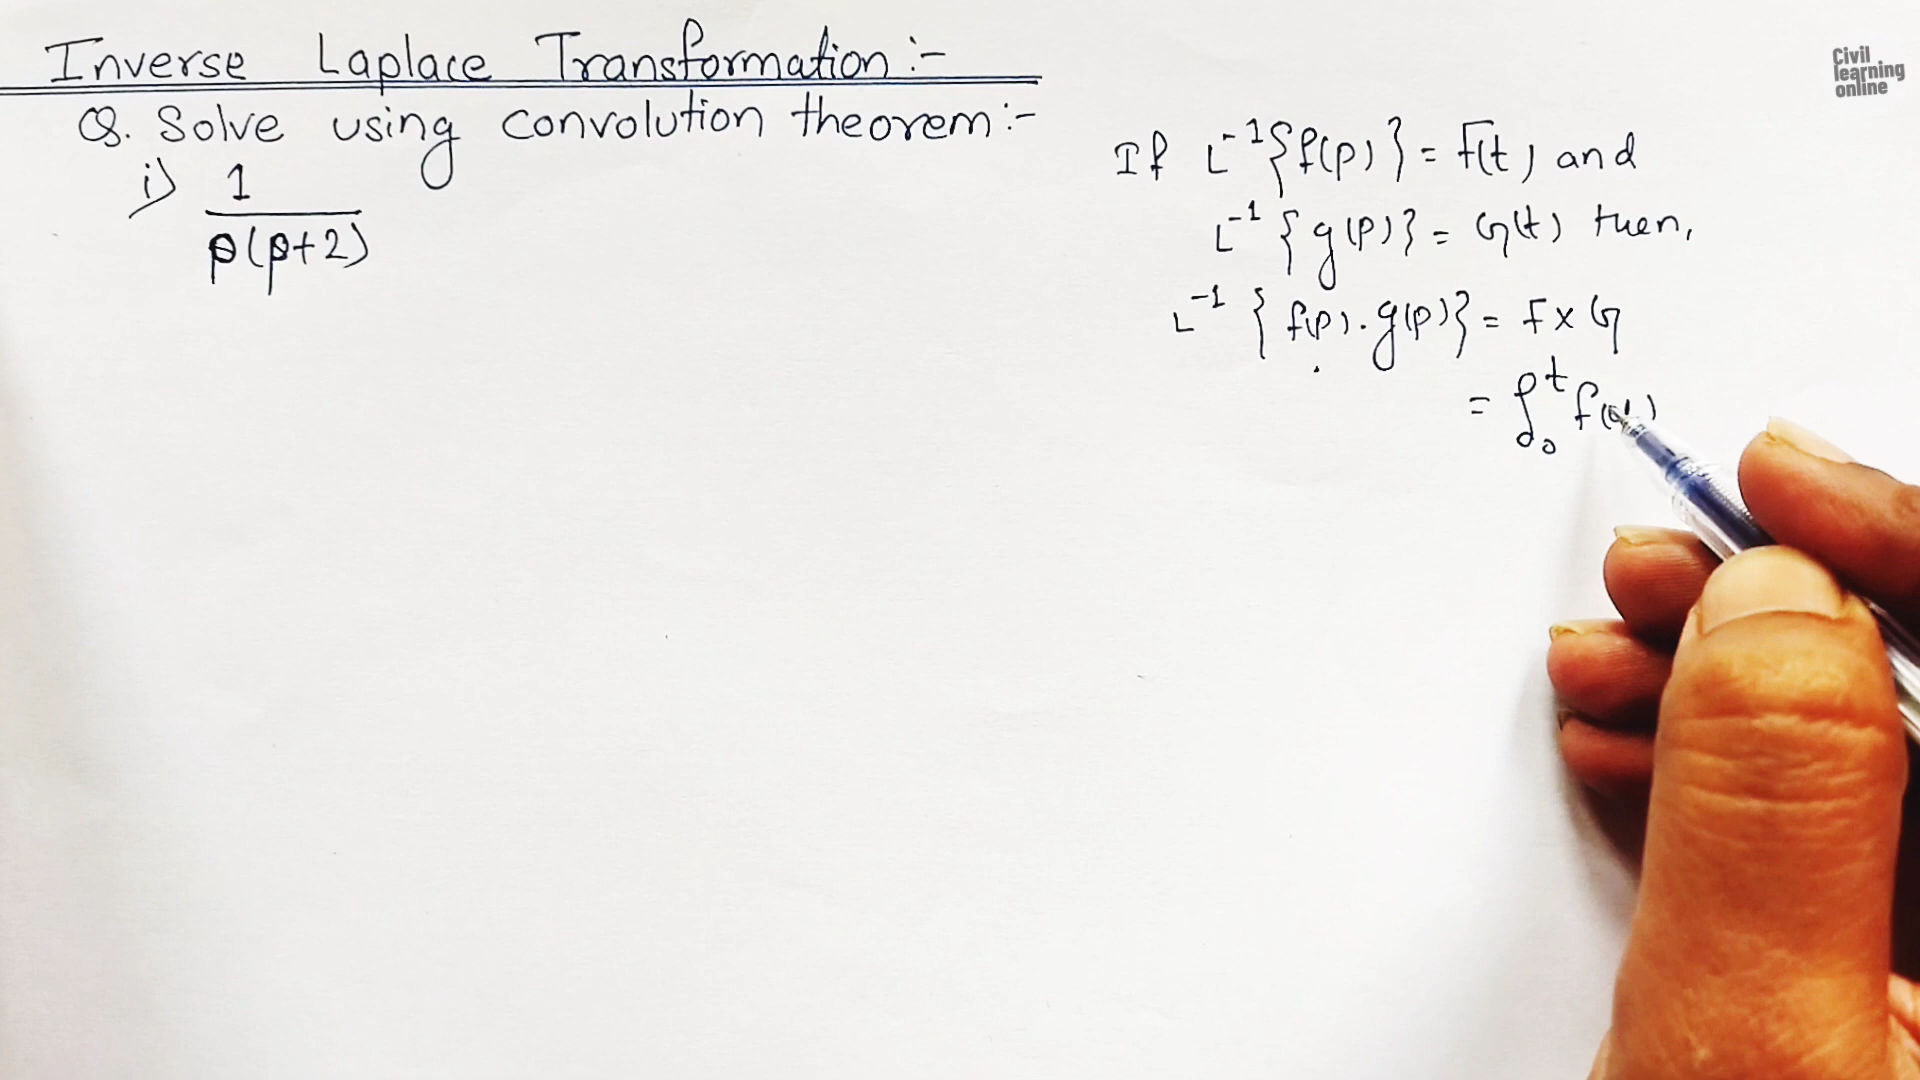 Inverse Laplace Transformation :-
Q. Solve using convolution theorem :-
i) 1
p(p+2)
If L⁻¹{f(p)} = F(t) and
L⁻¹{g(p)} = G(t) then,
L⁻¹{f(p).g(p)} = F x G
= ∫₀ᵗ f(
Civil
learning
online